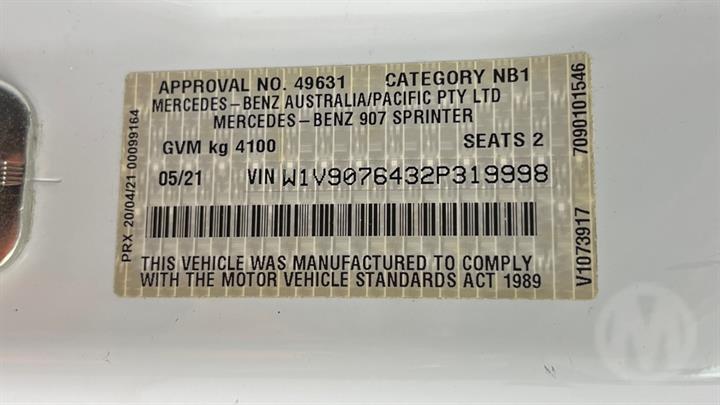 APPROVAL NO. 49631 CATEGORY NB1
MERCEDES-BENZ AUSTRALIA/PACIFIC PTY LTD
MERCEDES-BENZ 907 SPRINTER
GVM kg 4100 SEATS 2
05/21 VIN W1V9076432P319998
THIS VEHICLE WAS MANUFACTURED TO COMPLY
WITH THE MOTOR VEHICLE STANDARDS ACT 1989
PRX 20/04/21 00099164
V1073917 7090101546
M